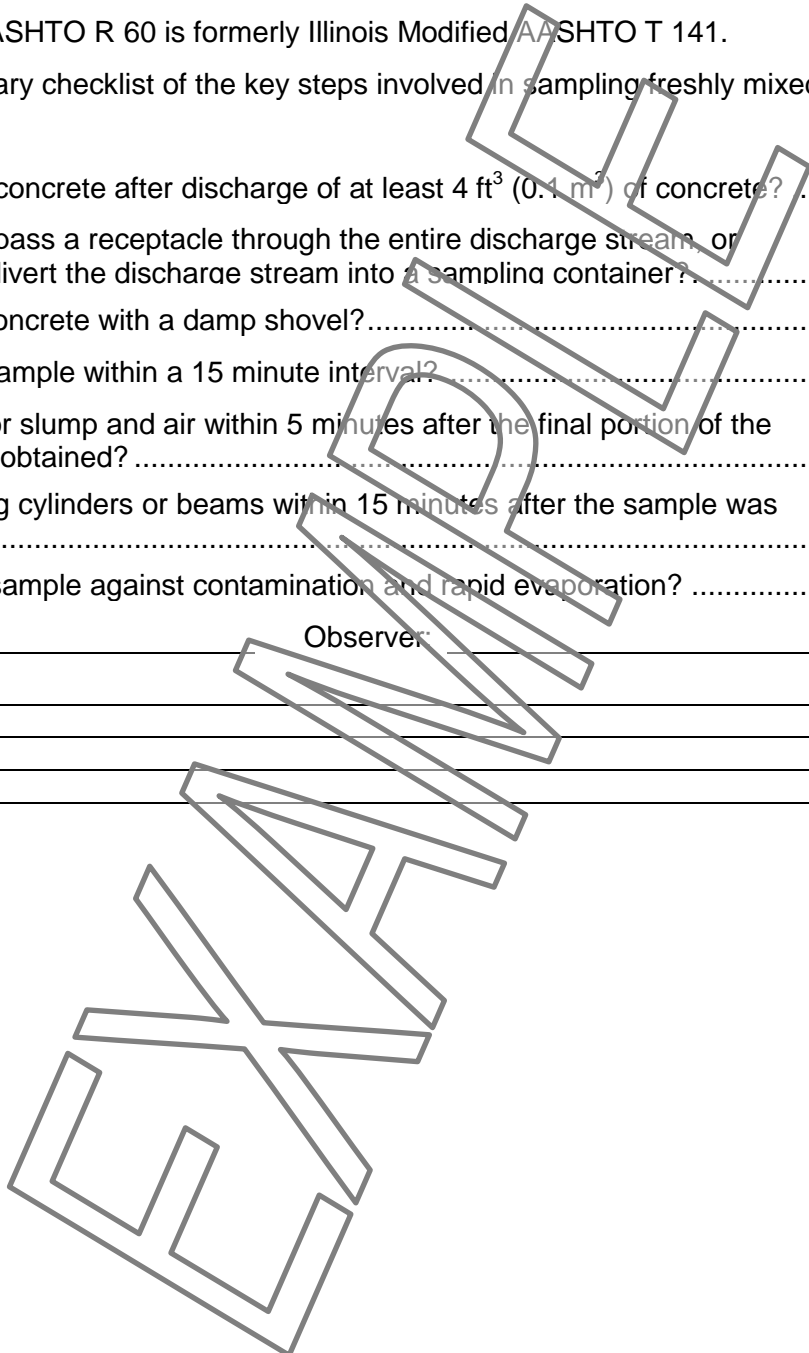 ASHTO R 60 is formerly Illinois Modified AASHTO T 141.
ary checklist of the key steps involved in sampling freshly mixed
concrete after discharge of at least 4 ft³ (0.1 m³) of concrete? ..
pass a receptacle through the entire discharge stream, or
divert the discharge stream into a sampling container?................
oncrete with a damp shovel?............................................................
ample within a 15 minute interval? ..................................................
or slump and air within 5 minutes after the final portion of the
obtained? ............................................................................................
g cylinders or beams within 15 minutes after the sample was
..............................................................................................................
sample against contamination and rapid evaporation? ...............
Observer:
EXAMPLE